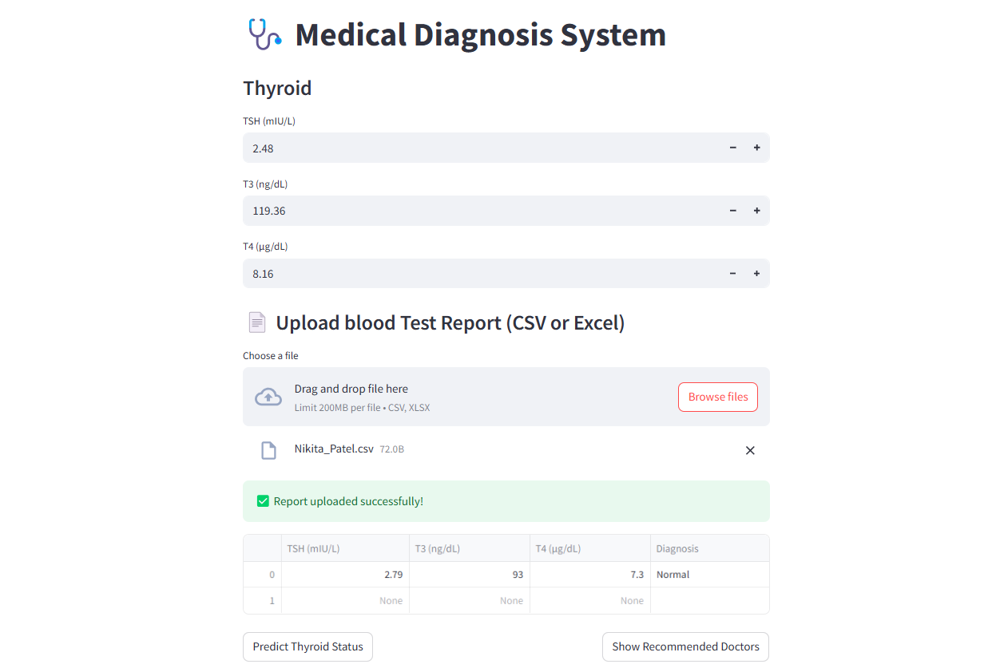 Medical Diagnosis System
Thyroid
TSH (mIU/L)
2.48 − +
T3 (ng/dL)
119.36 − +
T4 (µg/dL)
8.16 − +
Upload blood Test Report (CSV or Excel)
Choose a file
Drag and drop file here
Limit 200MB per file • CSV, XLSX
Browse files
Nikita_Patel.csv 72.0B
Report uploaded successfully!
TSH (mIU/L) T3 (ng/dL) T4 (µg/dL) Diagnosis
0 2.79 93 7.3 Normal
1 None None None
Predict Thyroid Status Show Recommended Doctors